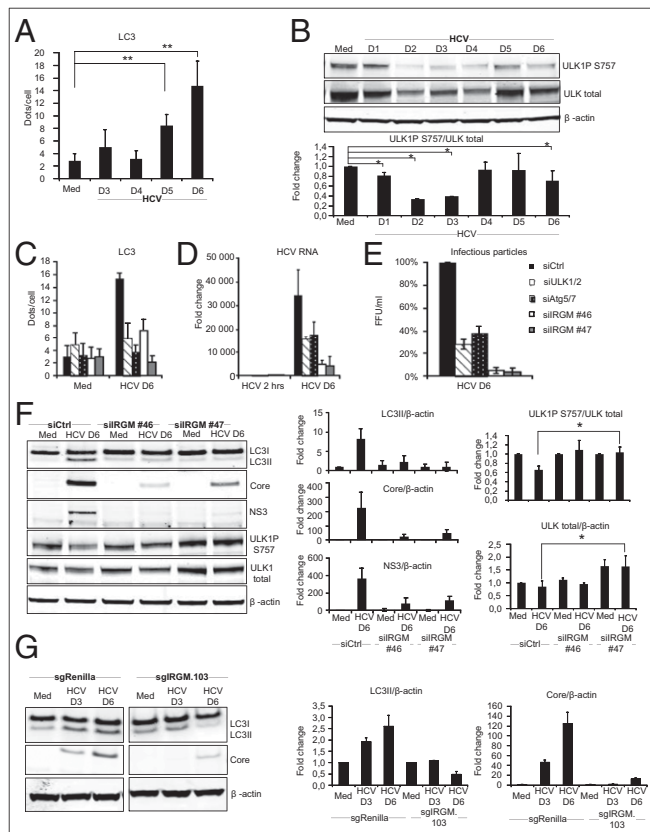 A
LC3
Dots/cell
20
18
16
14
12
10
8
6
4
2
0
**
**
Med D3 D4 D5 D6
HCV
B
HCV
Med D1 D2 D3 D4 D5 D6
ULK1P S757
ULK total
β -actin
ULK1P S757/ULK total
Fold change
1,4
1,2
1,0
0,8
0,6
0,4
0,2
0,0
*
*
*
*
Med D1 D2 D3 D4 D5 D6
HCV
C
LC3
Dots/cell
18
16
14
12
10
8
6
4
2
0
Med HCV D6
D
HCV RNA
Fold change
50 000
40 000
30 000
20 000
10 000
0
HCV 2 hrs HCV D6
E
Infectious particles
FFU/ml
100%
80%
60%
40%
20%
0%
HCV D6
siCtrl
siULK1/2
siAtg5/7
siIRGM #46
siIRGM #47
F
siCtrl siIRGM #46 siIRGM #47
Med HCV D6 Med HCV D6 Med HCV D6
LC3I
LC3II
Core
NS3
ULK1P
S757
ULK1
total
β -actin
LC3II/β-actin
Fold change
12
10
8
6
4
2
0
Core/β-actin
Fold change
400
300
200
100
0
NS3/β-actin
Fold change
600
400
200
0
Med HCV Med HCV Med HCV
D6 D6 D6
siCtrl siIRGM siIRGM
#46 #47
ULK1P S757/ULK total
Fold change
1,4
1,2
1,0
0,8
0,6
0,4
0,2
0,0
*
ULK total/β-actin
Fold change
2,5
2,0
1,5
1,0
0,5
0,0
*
Med HCV Med HCV Med HCV
D6 D6 D6
siCtrl siIRGM siIRGM
#46 #47
G
sgRenilla sgIRGM.103
Med HCV D3 HCV D6 Med HCV D3 HCV D6
LC3I
LC3II
Core
β -actin
LC3II/β-actin
Fold change
3,5
3,0
2,5
2,0
1,5
1,0
0,5
0,0
Med HCV HCV Med HCV HCV
D3 D6 D3 D6
sgRenilla sgIRGM.
103
Core/β-actin
Fold change
160
140
120
100
80
60
40
20
0
Med HCV HCV Med HCV HCV
D3 D6 D3 D6
sgRenilla sgIRGM.
103